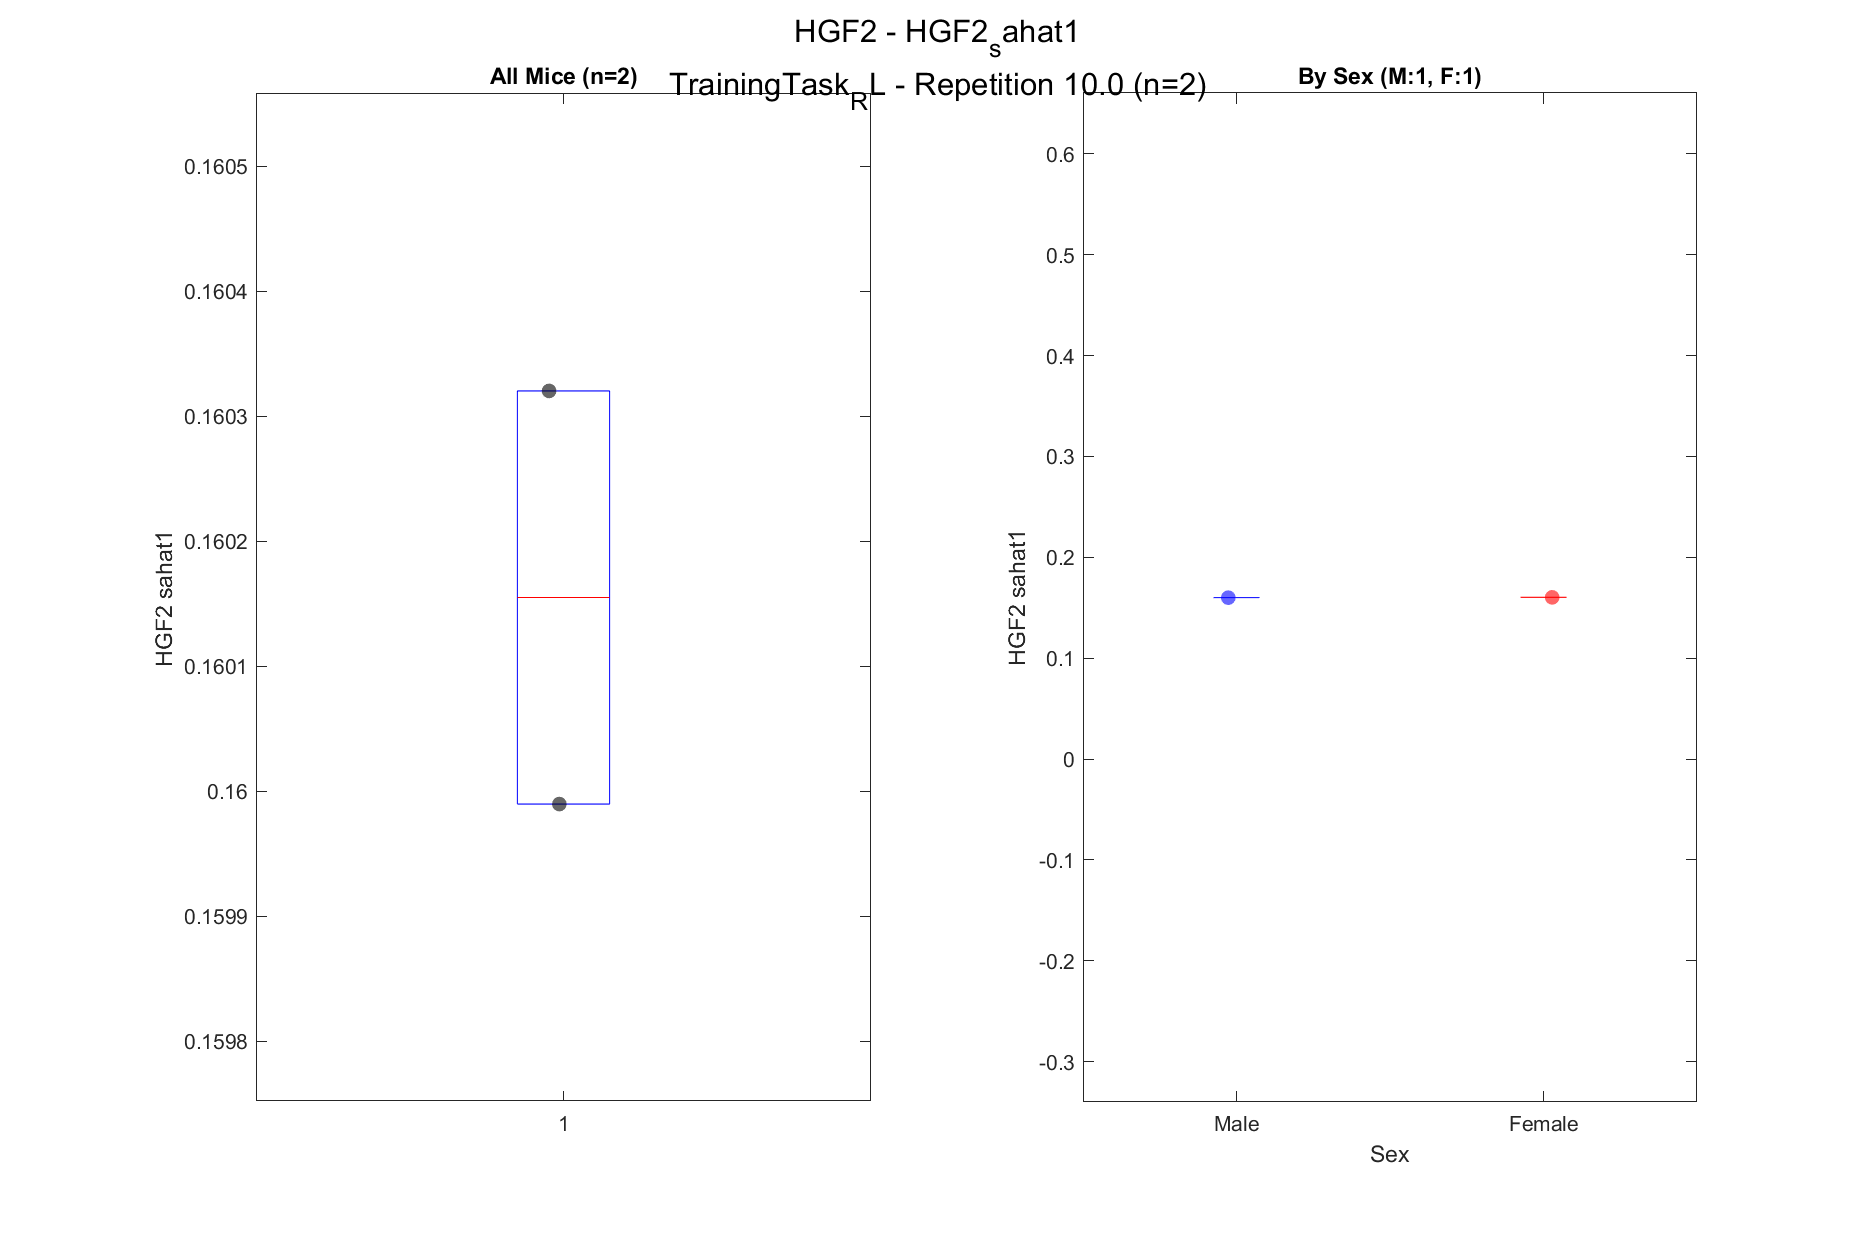 HGF2 - HGF2sahat1
TrainingTaskRL - Repetition 10.0 (n=2)
All Mice (n=2)
0.1605
0.1604
0.1603
0.1602
0.1601
0.16
0.1599
0.1598
HGF2 sahat1
1
By Sex (M:1, F:1)
0.6
0.5
0.4
0.3
0.2
0.1
0
-0.1
-0.2
-0.3
HGF2 sahat1
Male
Female
Sex